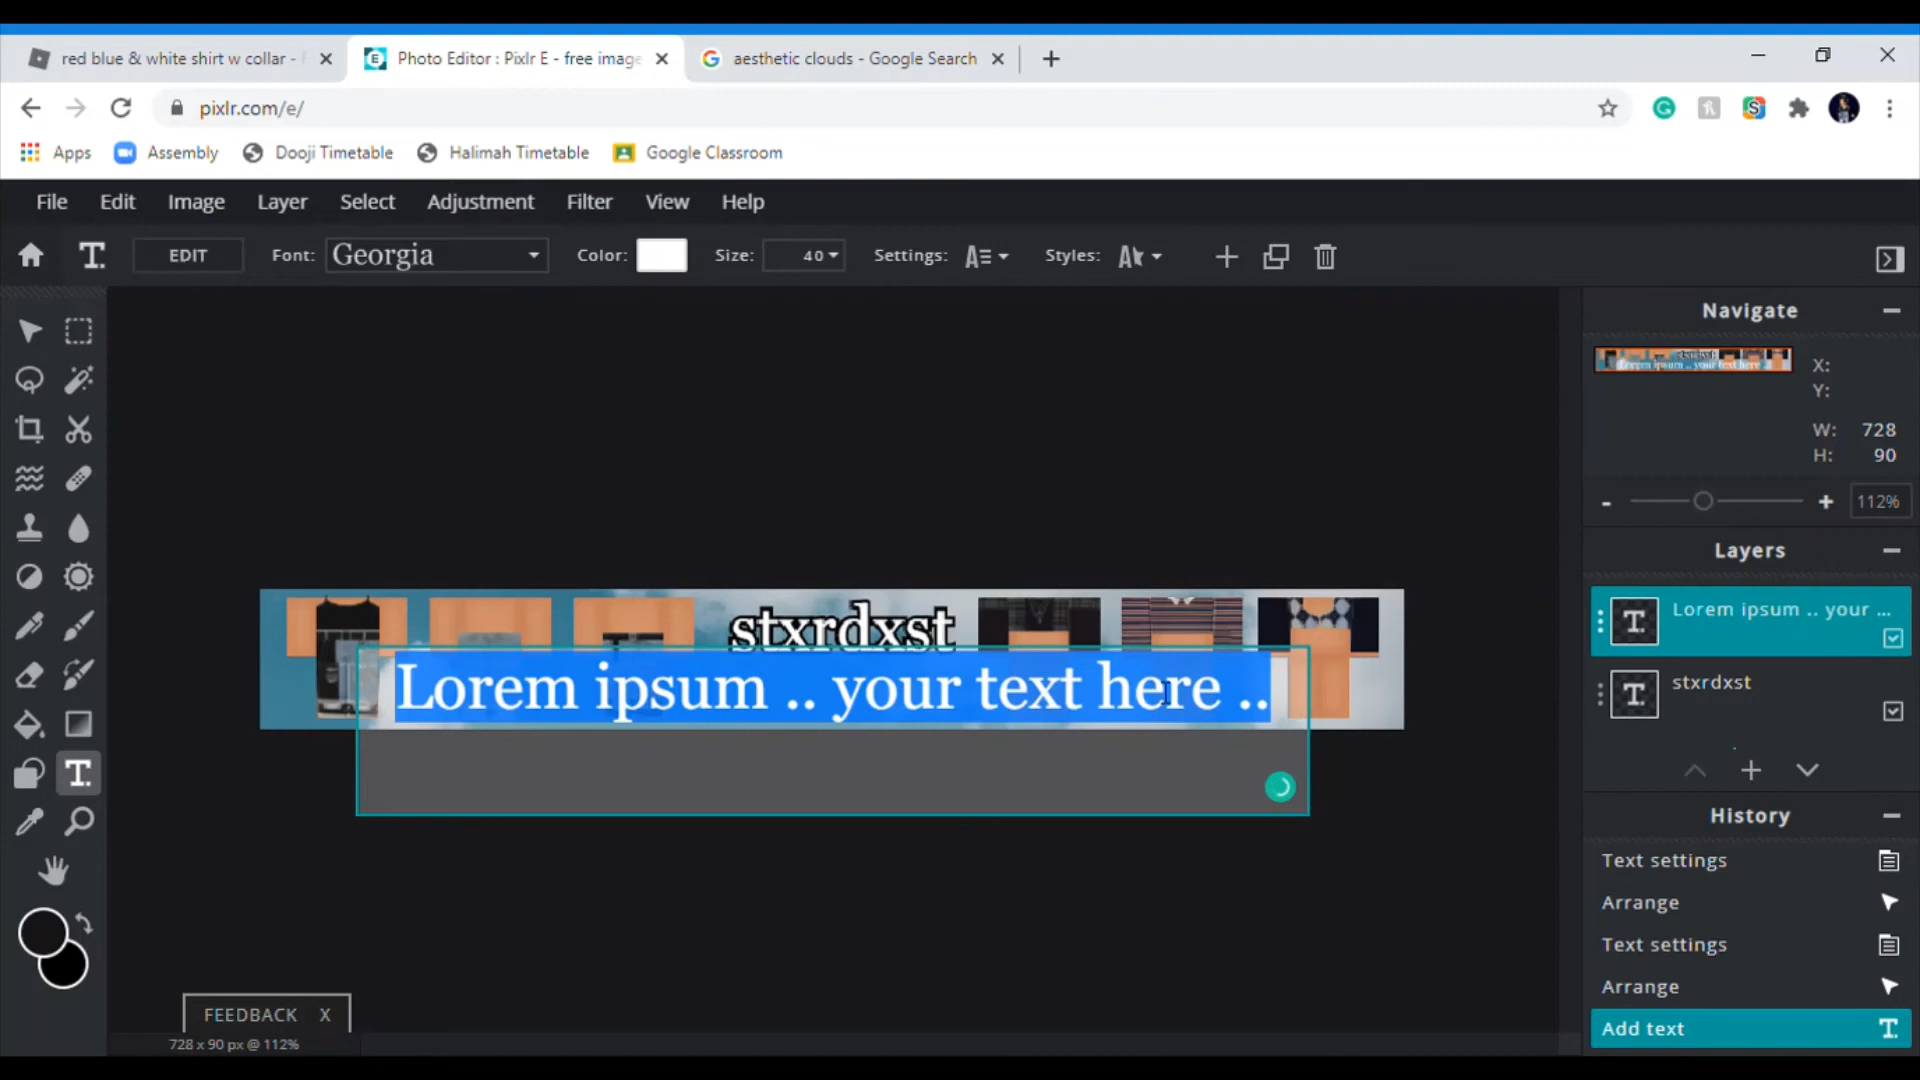 red blue & white shirt w collar -
Photo Editor : Pixlr E - free image
aesthetic clouds - Google Search
pixlr.com/e/
Apps
Assembly
Dooji Timetable
Halimah Timetable
Google Classroom
File Edit Image Layer Select Adjustment Filter View Help
EDIT Font: Georgia Color: Size: 40 Settings: Styles:
Navigate
X:
Y:
W: 728
H: 90
- + 112%
Layers
Lorem ipsum .. your ...
stxrdxst
stxrdxst
Lorem ipsum .. your text here ..
History
Text settings
Arrange
Text settings
Arrange
Add text
FEEDBACK X
728 x 90 px @ 112%